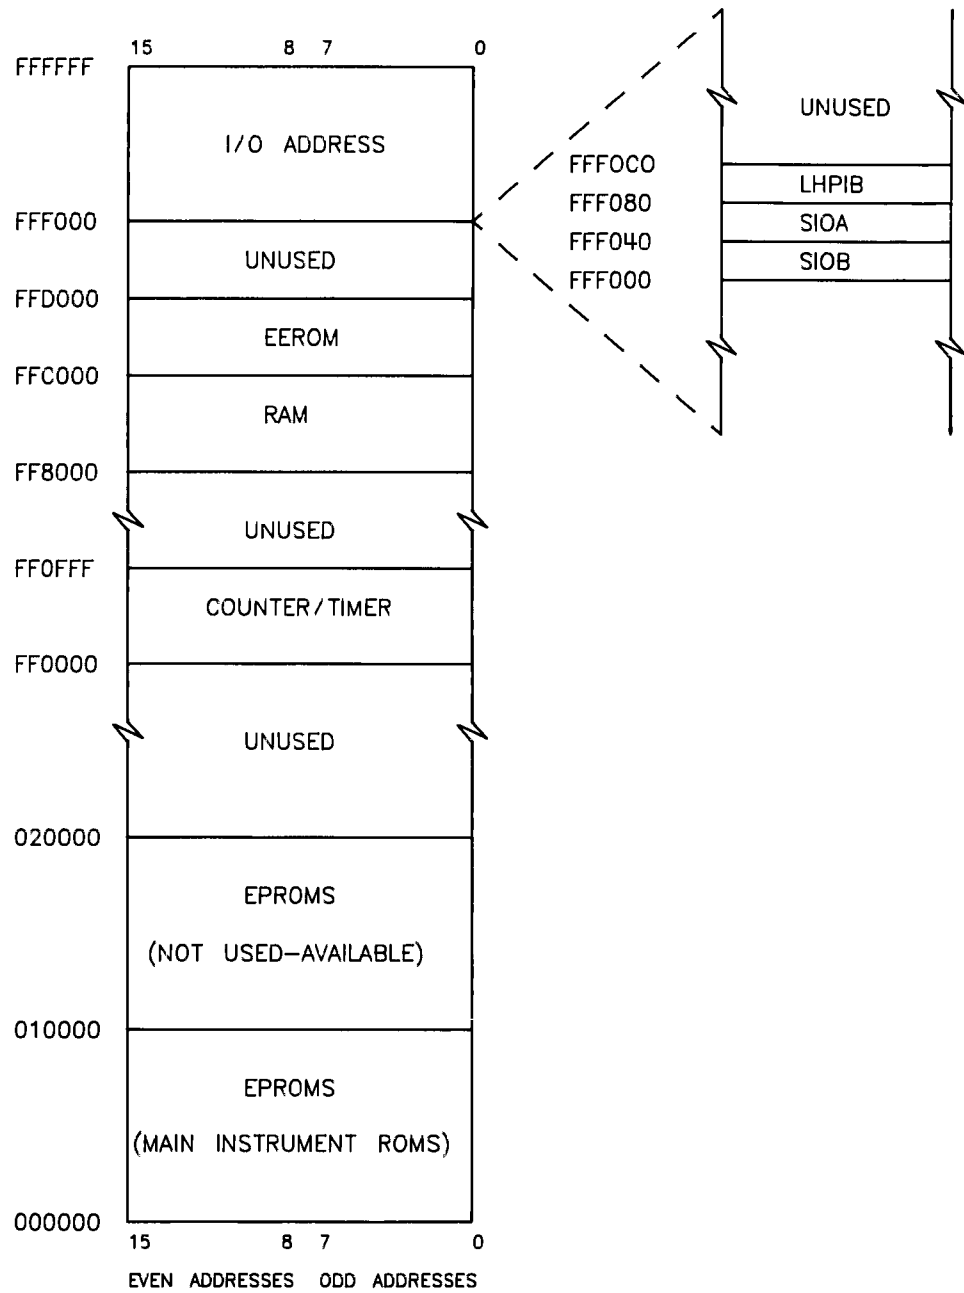 15 8 7 0
FFFFFF
I/O ADDRESS
FFF000
UNUSED
FFD000
EEROM
FFC000
RAM
FF8000
UNUSED
FF0FFF
COUNTER/TIMER
FF0000
UNUSED
020000
EPROMS
(NOT USED-AVAILABLE)
010000
EPROMS
(MAIN INSTRUMENT ROMS)
000000
15 8 7 0
EVEN ADDRESSES ODD ADDRESSES
UNUSED
FFF0C0
LHPIB
FFF080
SIOA
FFF040
SIOB
FFF000